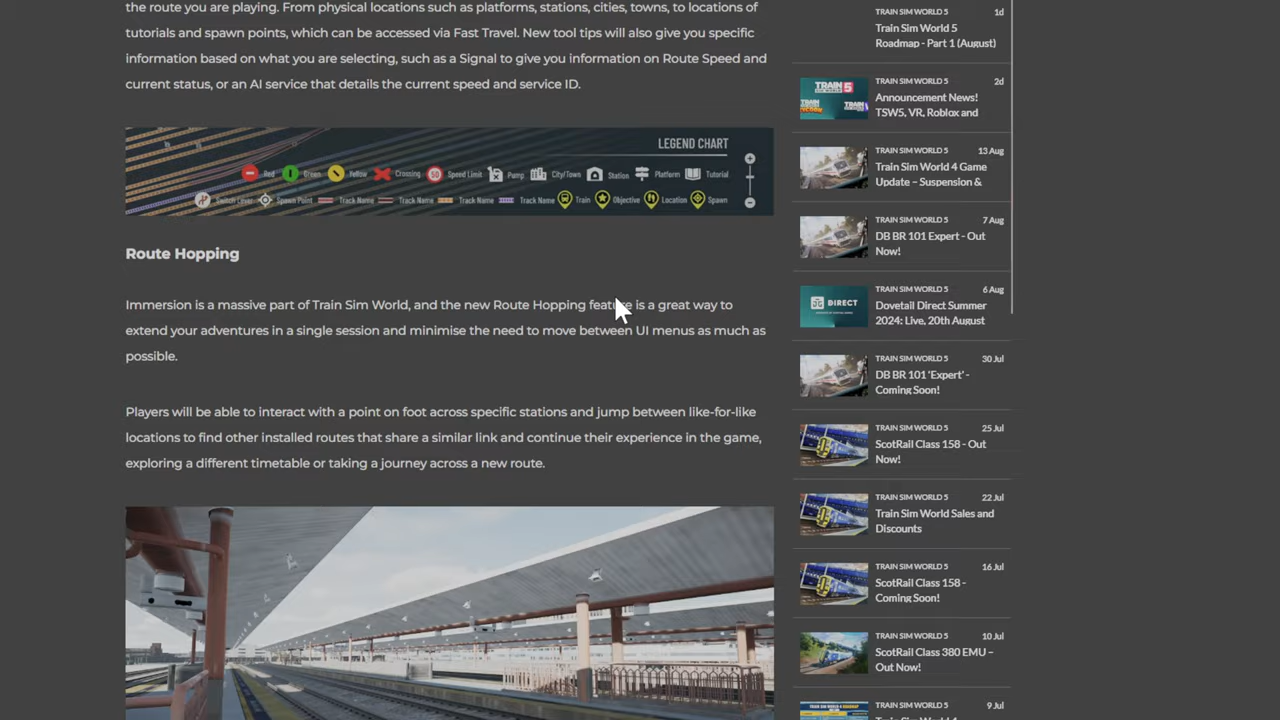 the route you are playing. From physical locations such as platforms, stations, cities, towns, to locations of
tutorials and spawn points, which can be accessed via Fast Travel. New tool tips will also give you specific
information based on what you are selecting, such as a Signal to give you information on Route Speed and
current status, or an AI service that details the current speed and service ID.
LEGEND CHART
Red Green Yellow Crossing Speed Limit Pump City/Town Station Platform Tutorial
Switch Lever Spawn Point Track Name Track Name Track Name Track Name Train Objective Location Spawn
Route Hopping
Immersion is a massive part of Train Sim World, and the new Route Hopping feature is a great way to
extend your adventures in a single session and minimise the need to move between UI menus as much as
possible.
Players will be able to interact with a point on foot across specific stations and jump between like-for-like
locations to find other installed routes that share a similar link and continue their experience in the game,
exploring a different timetable or taking a journey across a new route.
TRAIN SIM WORLD 5 1d
Train Sim World 5
Roadmap - Part 1 (August)
TRAIN SIM WORLD 5 2d
Announcement News!
TSW5, VR, Roblox and
TRAIN SIM WORLD 5 13 Aug
Train Sim World 4 Game
Update – Suspension &
TRAIN SIM WORLD 5 7 Aug
DB BR 101 Expert - Out
Now!
TRAIN SIM WORLD 5 6 Aug
DIRECT
Dovetail Direct Summer
2024: Live, 20th August
TRAIN SIM WORLD 5 30 Jul
DB BR 101 'Expert' -
Coming Soon!
TRAIN SIM WORLD 5 25 Jul
ScotRail Class 158 - Out
Now!
TRAIN SIM WORLD 5 22 Jul
Train Sim World Sales and
Discounts
TRAIN SIM WORLD 5 16 Jul
ScotRail Class 158 -
Coming Soon!
TRAIN SIM WORLD 5 10 Jul
ScotRail Class 380 EMU –
Out Now!
TRAIN SIM WORLD 5 9 Jul